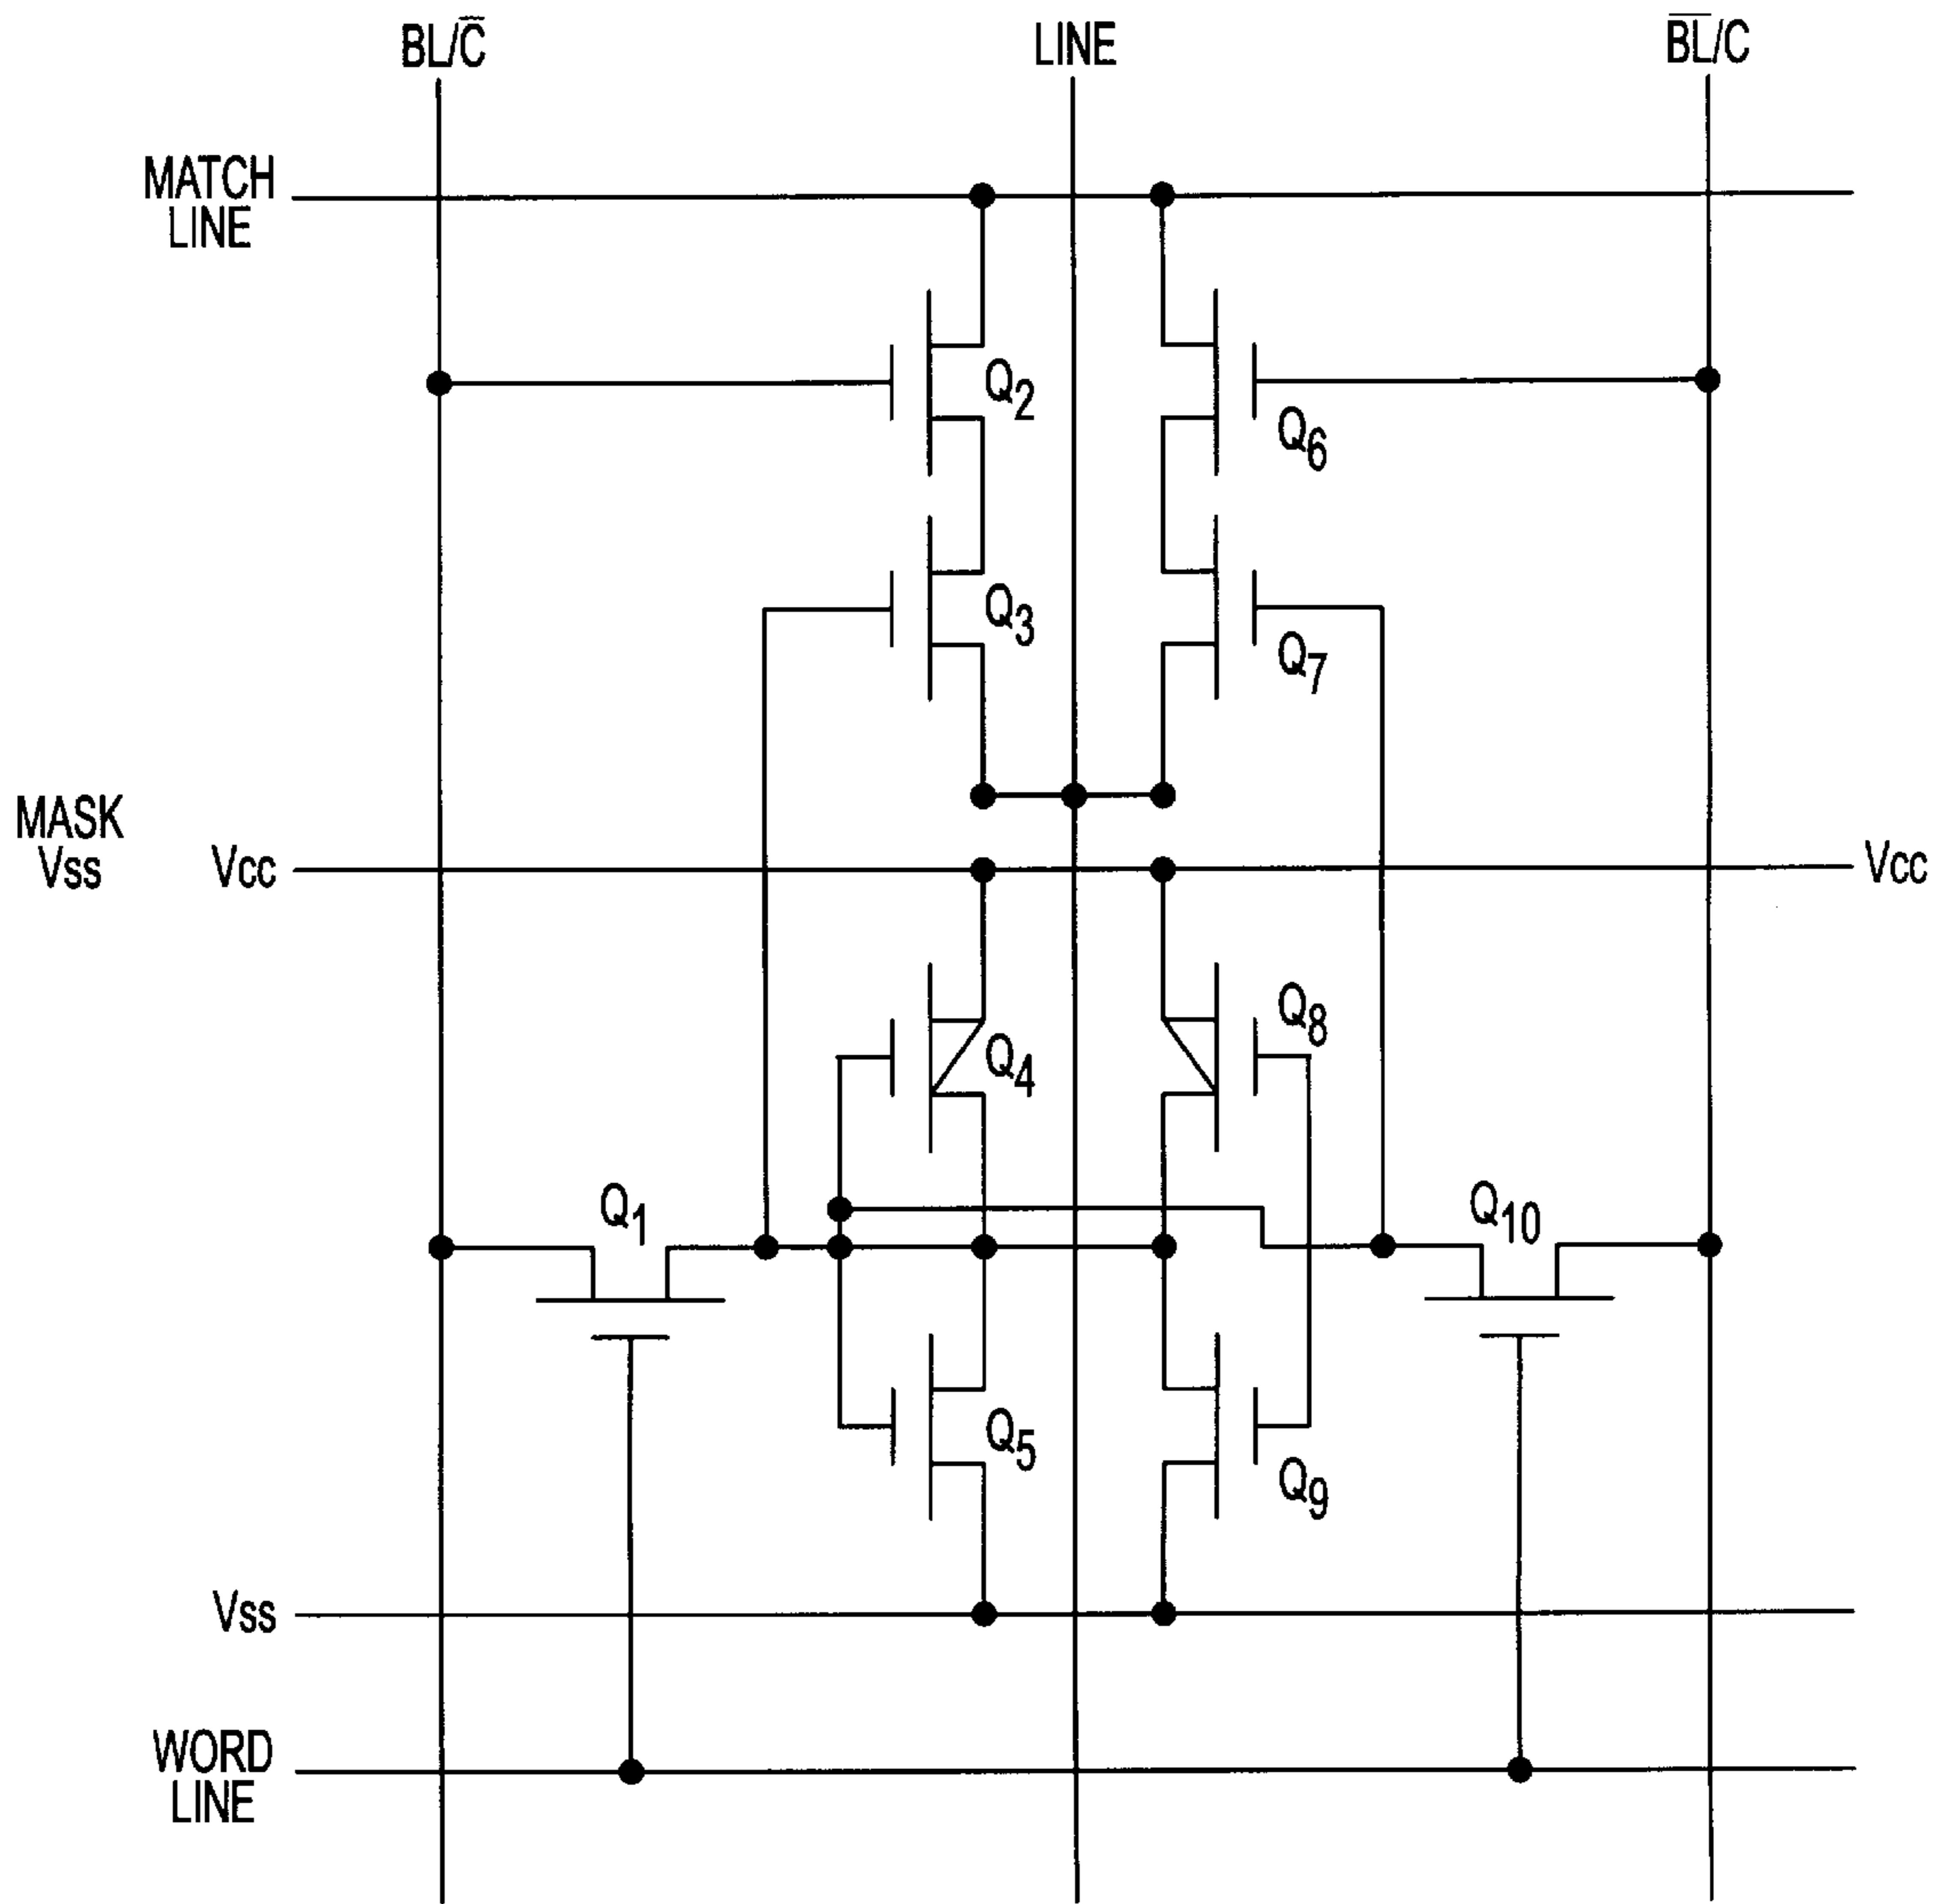 BL/C̅
LINE
B̅L̅/C
MATCH
LINE
Q2
Q6
Q3
Q7
MASK
Vss
Vcc
Vcc
Q8
Q4
Q1
Q10
Q5
Q9
Vss
WORD
LINE